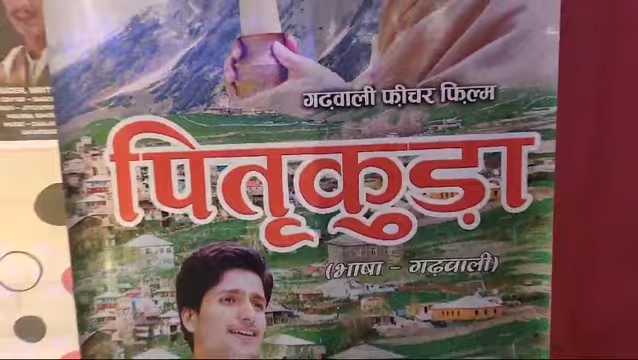 गढ़वाली फ़ीचर फ़िल्म
पितृकुड़ा
(भाषा - गढ़वाली)